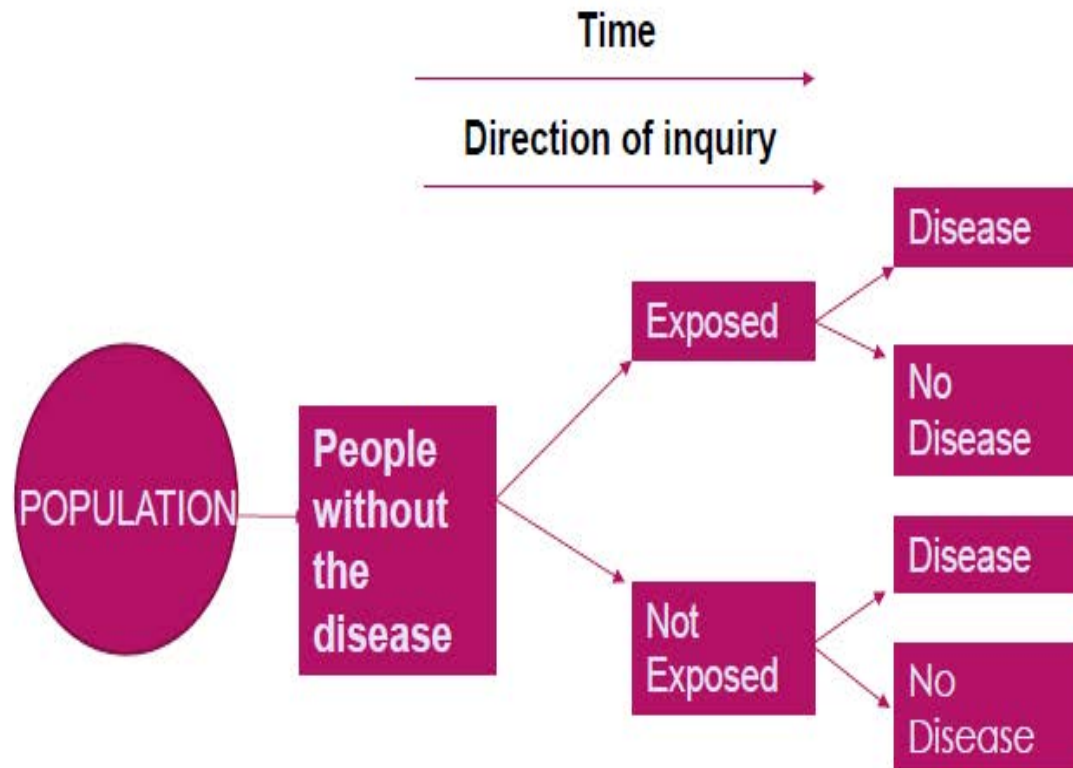 Time
Direction of inquiry
POPULATION
People
without
the
disease
Exposed
Not
Exposed
Disease
No
Disease
Disease
No
Disease